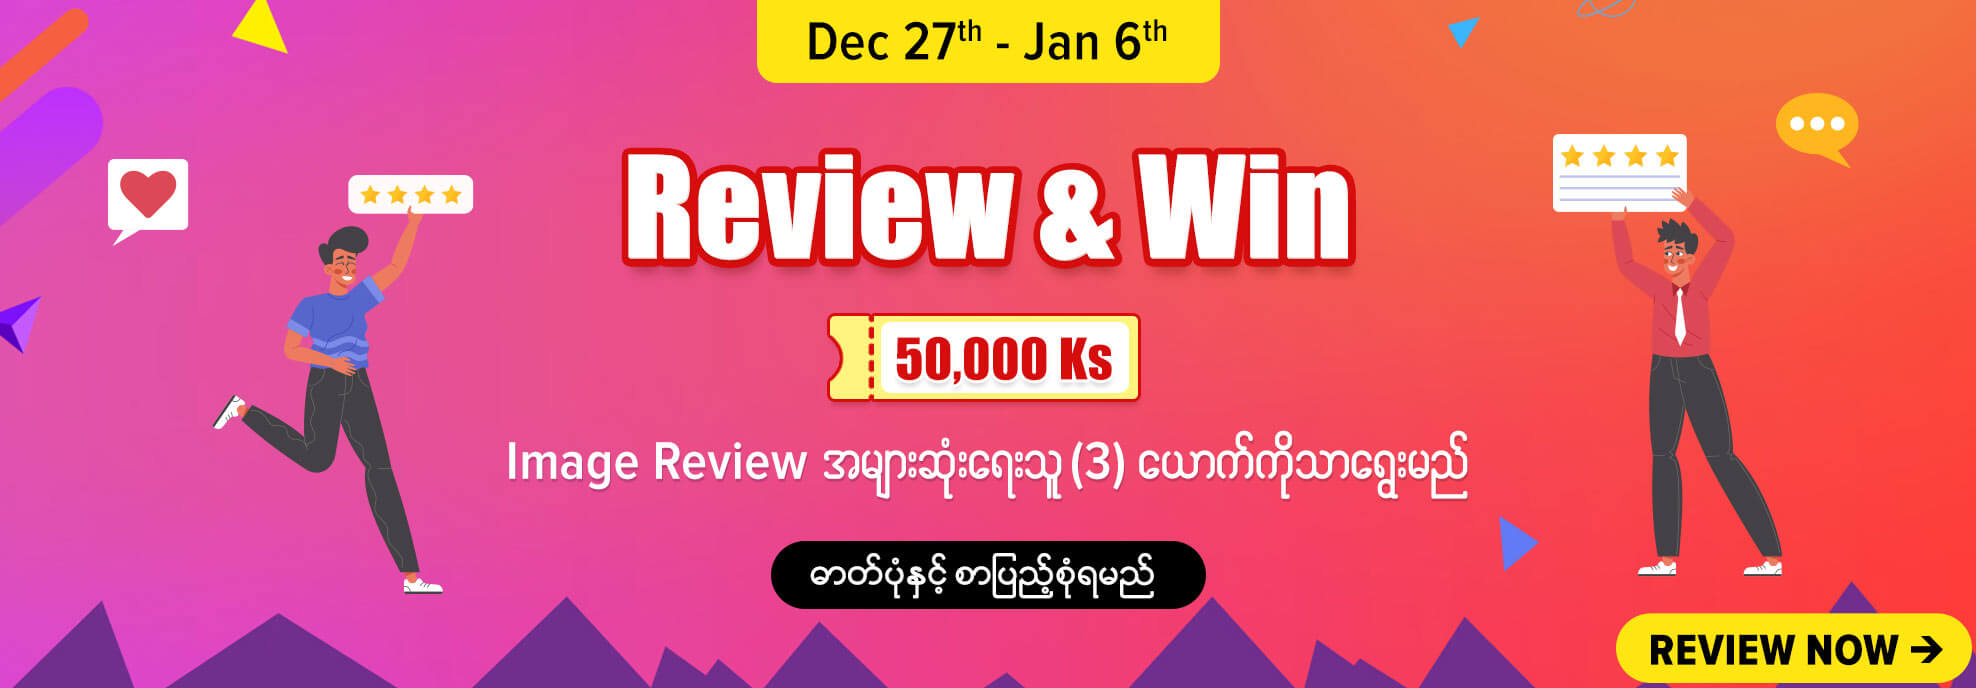 Dec 27th - Jan 6th
Review & Win
50,000 Ks
Image Review အများဆုံးရေးသူ (3) ယောက်ကိုသာရွေးမည်
ဓာတ်ပုံနှင့် စာပြည့်စုံရမည်
REVIEW NOW →